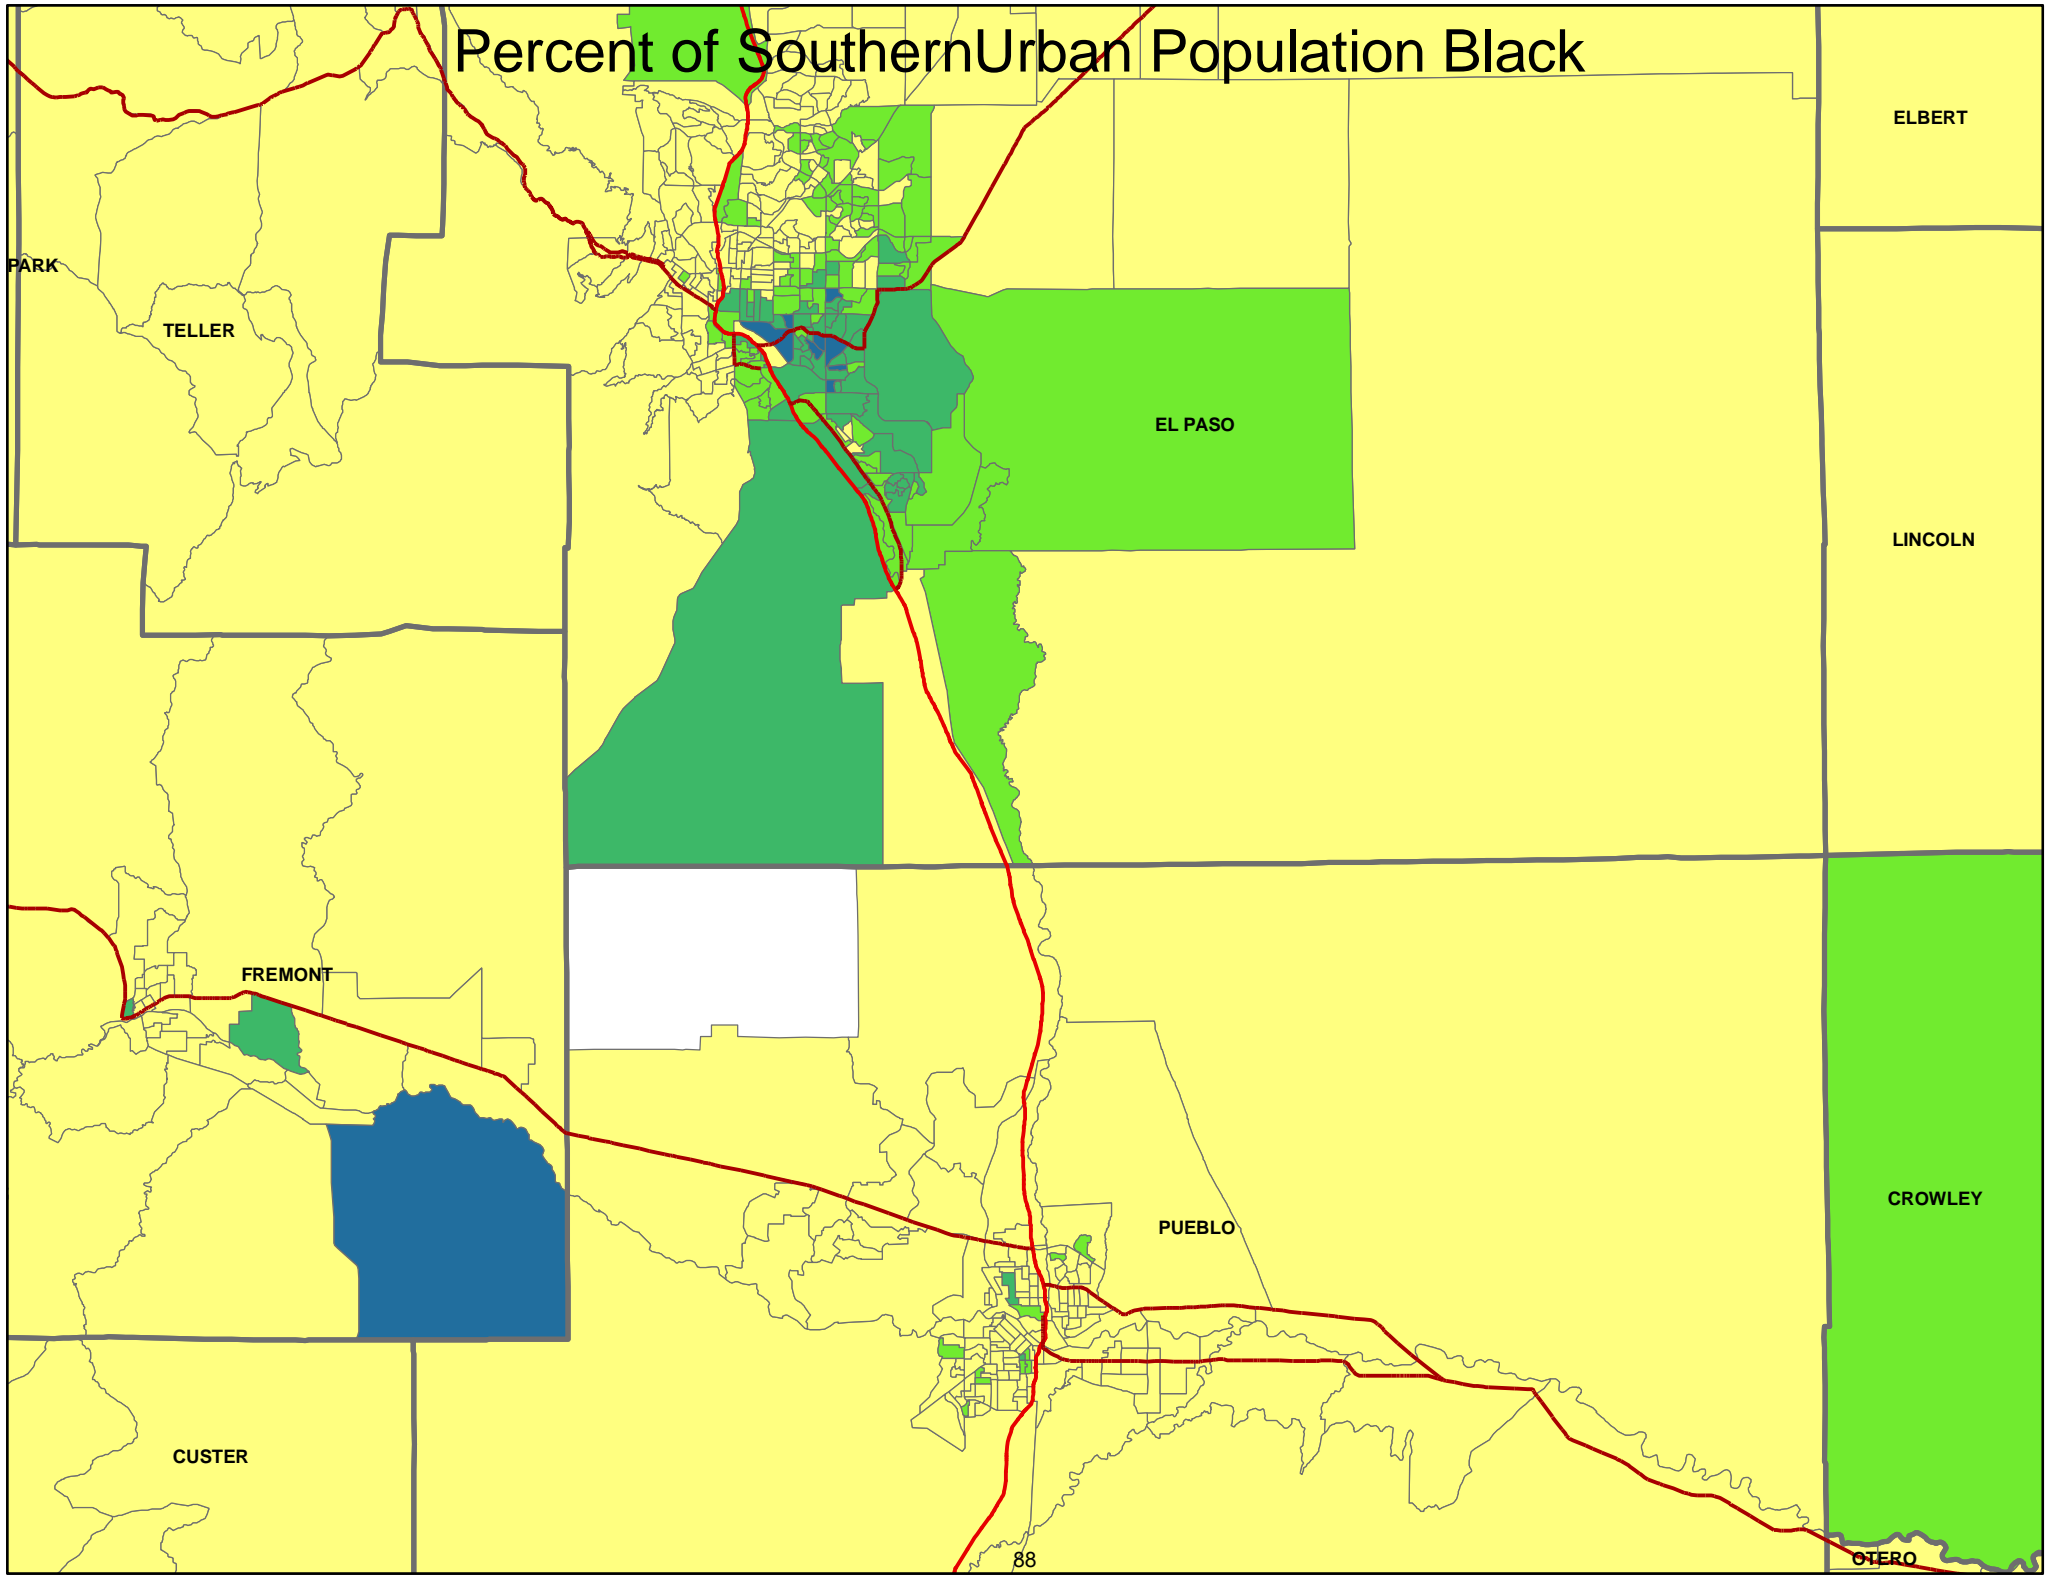 Percent of SouthernUrban Population Black
ELBERT
PARK
TELLER
EL PASO
LINCOLN
FREMONT
CROWLEY
PUEBLO
CUSTER
OTERO
88